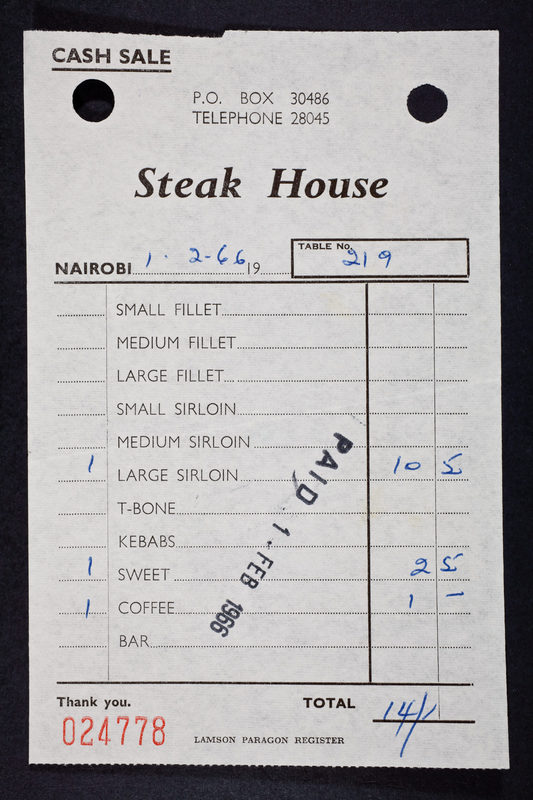 CASH SALE
P.O. BOX 30486
TELEPHONE 28045
Steak House
NAIROBI 1 . 2-66 19
TABLE No. 219
SMALL FILLET
MEDIUM FILLET
LARGE FILLET
SMALL SIRLOIN
MEDIUM SIRLOIN
1 LARGE SIRLOIN 10 5
T-BONE
KEBABS
1 SWEET 2 5
1 COFFEE 1 -
BAR
PAID 1 - FEB 1966
Thank you.
TOTAL 14/1
024778
LAMSON PARAGON REGISTER